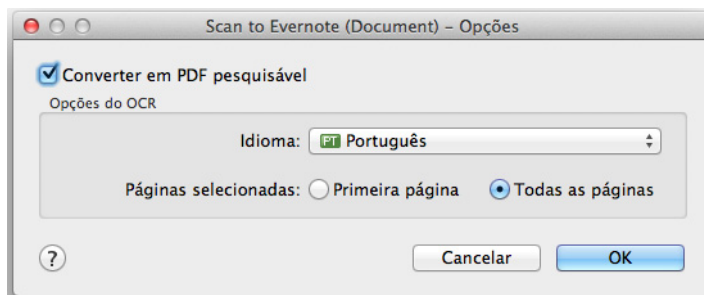 Scan to Evernote (Document) – Opções
Converter em PDF pesquisável
Opções do OCR
Idioma: PT Português
Páginas selecionadas: Primeira página Todas as páginas
? Cancelar OK